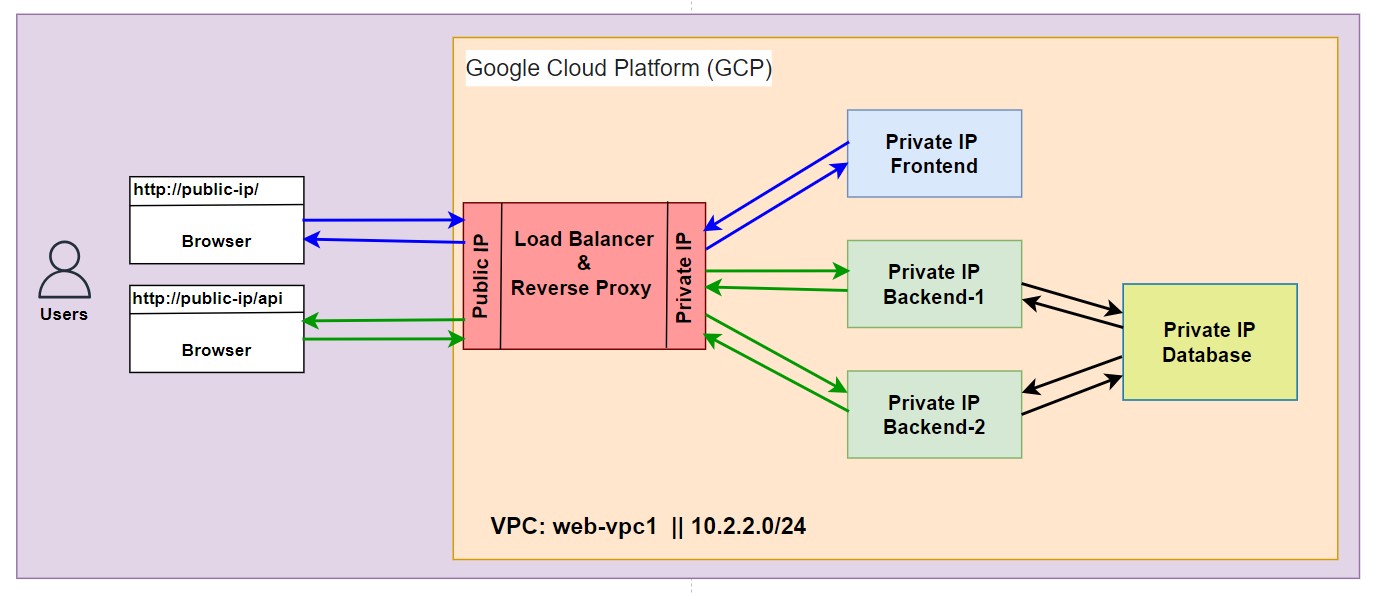 Google Cloud Platform (GCP)
http://public-ip/
Browser
Users
http://public-ip/api
Browser
Public IP
Load Balancer
&
Reverse Proxy
Private IP
Private IP
Frontend
Private IP
Backend-1
Private IP
Backend-2
Private IP
Database
VPC: web-vpc1 || 10.2.2.0/24